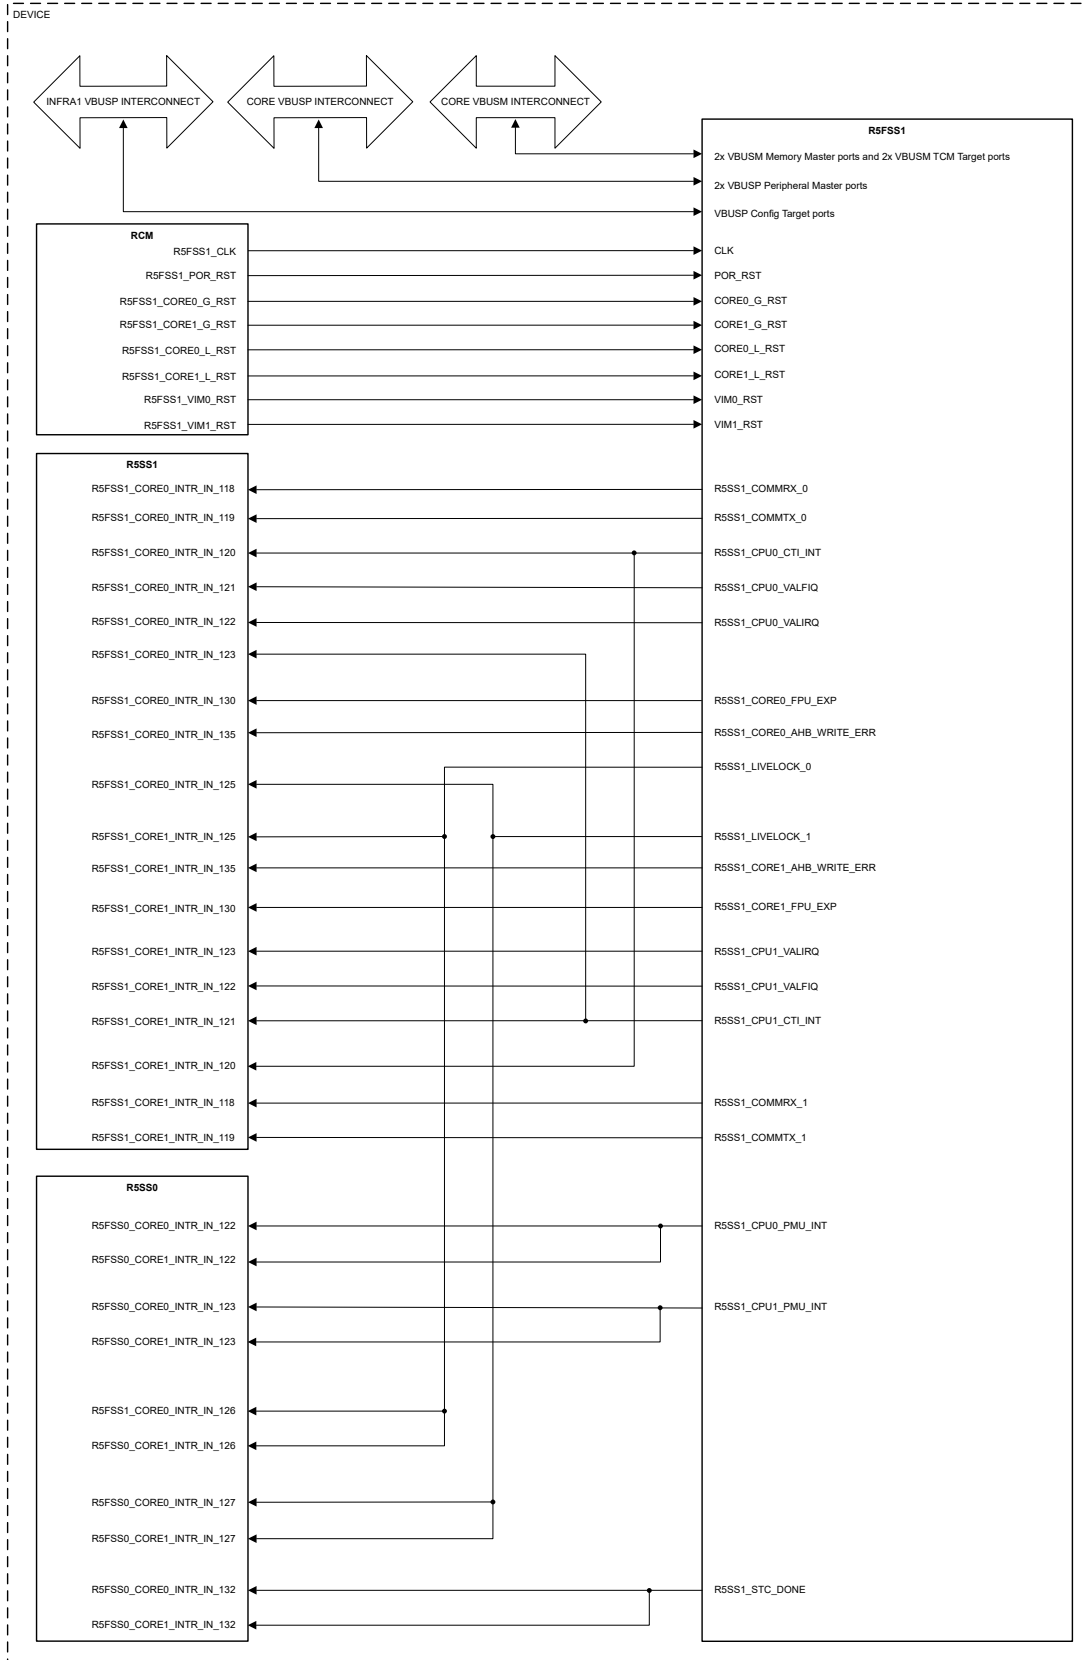 DEVICE
INFRA1 VBUSP INTERCONNECT
CORE VBUSP INTERCONNECT
CORE VBUSM INTERCONNECT
R5FSS1
2x VBUSM Memory Master ports and 2x VBUSM TCM Target ports
2x VBUSP Peripheral Master ports
VBUSP Config Target ports
RCM
R5FSS1_CLK
CLK
R5FSS1_POR_RST
POR_RST
R5FSS1_CORE0_G_RST
CORE0_G_RST
R5FSS1_CORE1_G_RST
CORE1_G_RST
R5FSS1_CORE0_L_RST
CORE0_L_RST
R5FSS1_CORE1_L_RST
CORE1_L_RST
R5FSS1_VIM0_RST
VIM0_RST
R5FSS1_VIM1_RST
VIM1_RST
R5SS1
R5FSS1_CORE0_INTR_IN_118
R5SS1_COMMRX_0
R5FSS1_CORE0_INTR_IN_119
R5SS1_COMMTX_0
R5FSS1_CORE0_INTR_IN_120
R5SS1_CPU0_CTI_INT
R5FSS1_CORE0_INTR_IN_121
R5SS1_CPU0_VALFIQ
R5FSS1_CORE0_INTR_IN_122
R5SS1_CPU0_VALIRQ
R5FSS1_CORE0_INTR_IN_123
R5FSS1_CORE0_INTR_IN_130
R5SS1_CORE0_FPU_EXP
R5FSS1_CORE0_INTR_IN_135
R5SS1_CORE0_AHB_WRITE_ERR
R5SS1_LIVELOCK_0
R5FSS1_CORE0_INTR_IN_125
R5FSS1_CORE1_INTR_IN_125
R5SS1_LIVELOCK_1
R5FSS1_CORE1_INTR_IN_135
R5SS1_CORE1_AHB_WRITE_ERR
R5FSS1_CORE1_INTR_IN_130
R5SS1_CORE1_FPU_EXP
R5FSS1_CORE1_INTR_IN_123
R5SS1_CPU1_VALIRQ
R5FSS1_CORE1_INTR_IN_122
R5SS1_CPU1_VALFIQ
R5FSS1_CORE1_INTR_IN_121
R5SS1_CPU1_CTI_INT
R5FSS1_CORE1_INTR_IN_120
R5FSS1_CORE1_INTR_IN_118
R5SS1_COMMRX_1
R5FSS1_CORE1_INTR_IN_119
R5SS1_COMMTX_1
R5SS0
R5FSS0_CORE0_INTR_IN_122
R5SS1_CPU0_PMU_INT
R5FSS0_CORE1_INTR_IN_122
R5FSS0_CORE0_INTR_IN_123
R5SS1_CPU1_PMU_INT
R5FSS0_CORE1_INTR_IN_123
R5FSS1_CORE0_INTR_IN_126
R5FSS0_CORE1_INTR_IN_126
R5FSS0_CORE0_INTR_IN_127
R5FSS0_CORE1_INTR_IN_127
R5FSS0_CORE0_INTR_IN_132
R5SS1_STC_DONE
R5FSS0_CORE1_INTR_IN_132